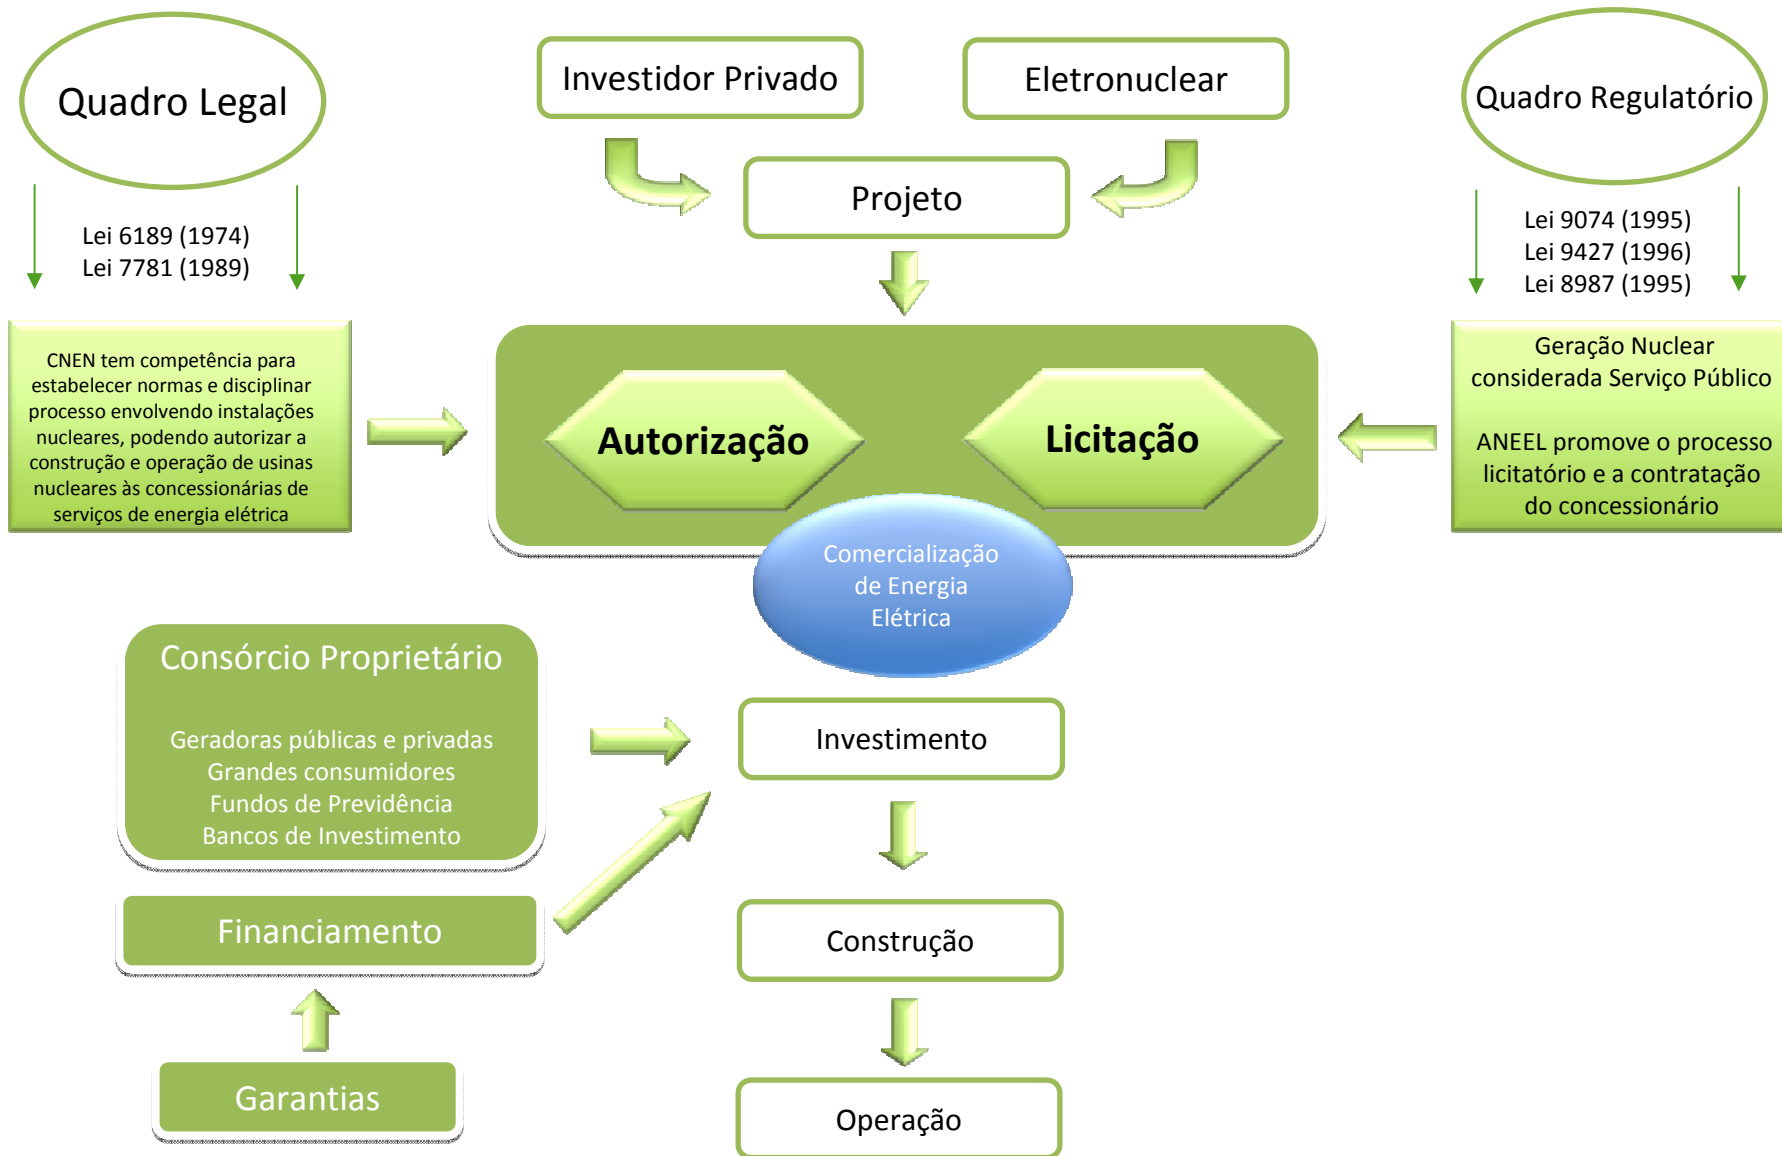 Quadro Legal
Investidor Privado
Eletronuclear
Quadro Regulatório
Projeto
Lei 6189 (1974)
Lei 7781 (1989)
Lei 9074 (1995)
Lei 9427 (1996)
Lei 8987 (1995)
CNEN tem competência para
estabelecer normas e disciplinar
processo envolvendo instalações
nucleares, podendo autorizar a
construção e operação de usinas
nucleares às concessionárias de
serviços de energia elétrica
Autorização
Licitação
Geração Nuclear
considerada Serviço Público
ANEEL promove o processo
licitatório e a contratação
do concessionário
Comercialização
de Energia
Elétrica
Consórcio Proprietário
Geradoras públicas e privadas
Grandes consumidores
Fundos de Previdência
Bancos de Investimento
Investimento
Financiamento
Construção
Garantias
Operação